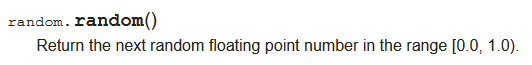 random.random()
Return the next random floating point number in the range [0.0, 1.0).